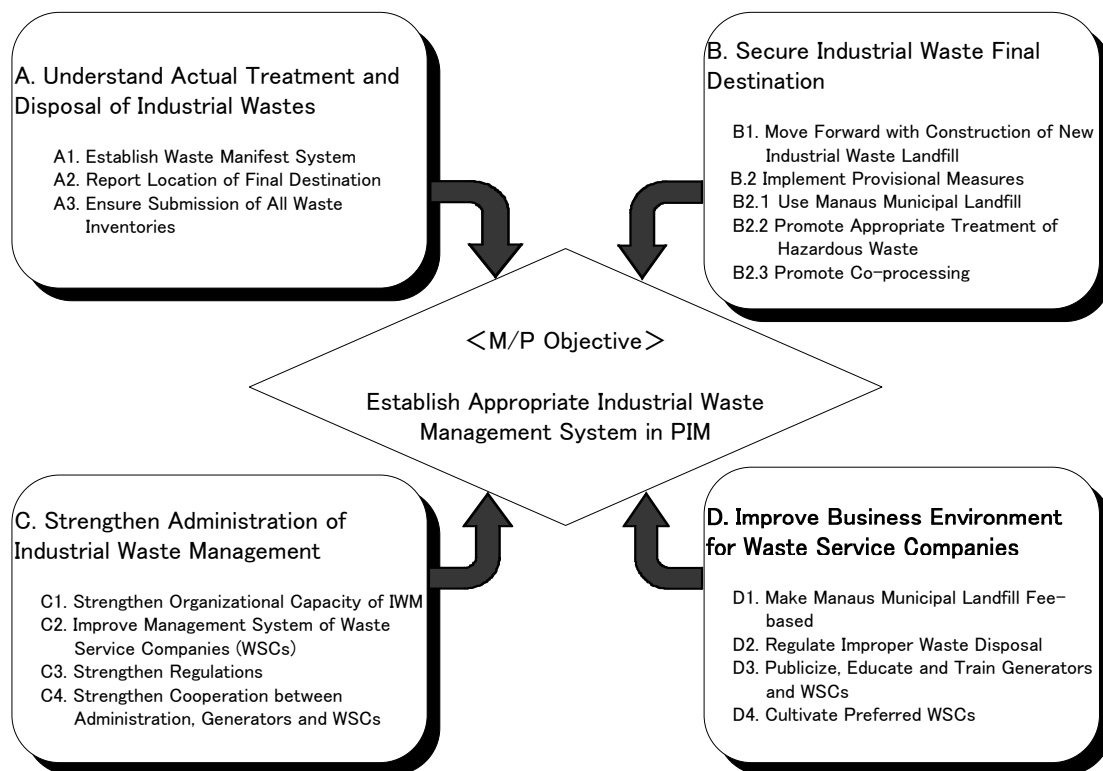 A. Understand Actual Treatment and
Disposal of Industrial Wastes
A1. Establish Waste Manifest System
A2. Report Location of Final Destination
A3. Ensure Submission of All Waste
Inventories
B. Secure Industrial Waste Final
Destination
B1. Move Forward with Construction of New
Industrial Waste Landfill
B.2 Implement Provisional Measures
B2.1 Use Manaus Municipal Landfill
B2.2 Promote Appropriate Treatment of
Hazardous Waste
B2.3 Promote Co-processing
<M/P Objective>
Establish Appropriate Industrial Waste
Management System in PIM
C. Strengthen Administration of
Industrial Waste Management
C1. Strengthen Organizational Capacity of IWM
C2. Improve Management System of Waste
Service Companies (WSCs)
C3. Strengthen Regulations
C4. Strengthen Cooperation between
Administration, Generators and WSCs
D. Improve Business Environment
for Waste Service Companies
D1. Make Manaus Municipal Landfill Fee-
based
D2. Regulate Improper Waste Disposal
D3. Publicize, Educate and Train Generators
and WSCs
D4. Cultivate Preferred WSCs